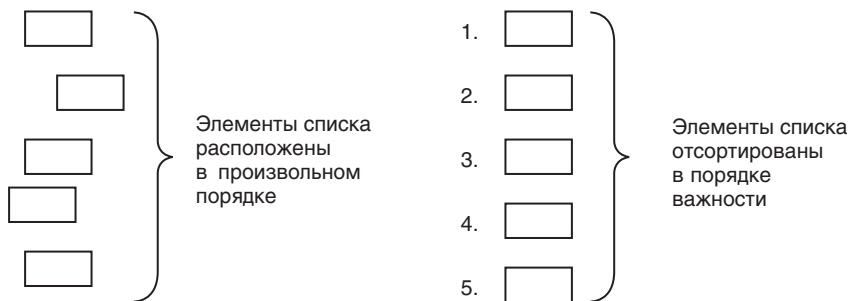 Элементы списка
расположены
в произвольном
порядке
1.
2.
3.
4.
5.
Элементы списка
отсортированы
в порядке
важности